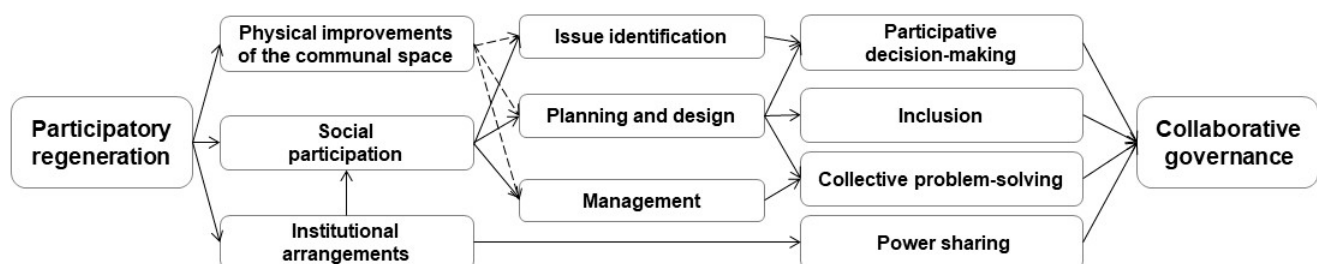 Participatory
regeneration
Physical improvements
of the communal space
Social
participation
Institutional
arrangements
Issue identification
Planning and design
Management
Participative
decision-making
Inclusion
Collective problem-solving
Power sharing
Collaborative
governance